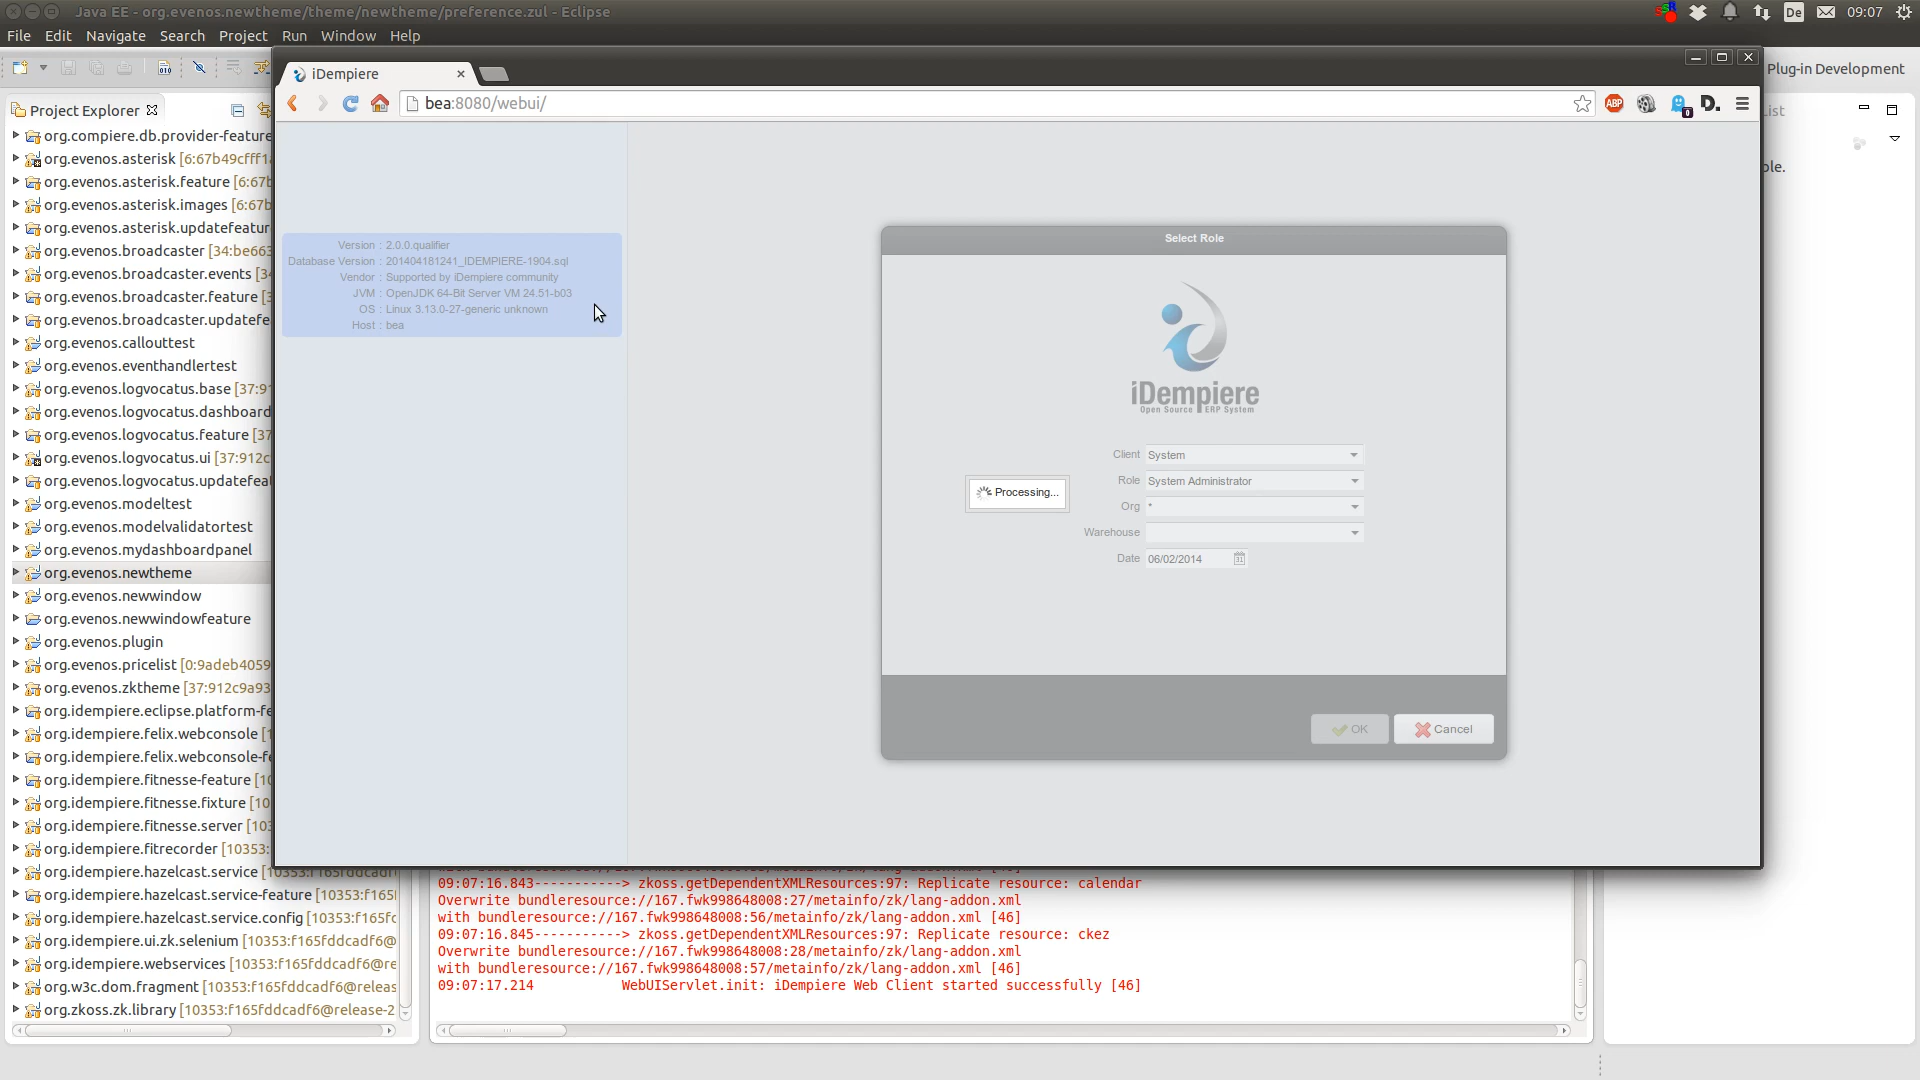 Java EE - org.evenos.newtheme/theme/newtheme/preference.zul - Eclipse
De
09:07
File Edit Navigate Search Project Run Window Help
iDempiere
Plug-in Development
bea:8080/webui/
ABP
0
D.
Project Explorer
org.compiere.db.provider-feature
org.evenos.asterisk [6:67b49cfff1
org.evenos.asterisk.feature [6:67b
org.evenos.asterisk.images [6:67b
org.evenos.asterisk.updatefeatur
org.evenos.broadcaster [34:be663
org.evenos.broadcaster.events [34
org.evenos.broadcaster.feature [3
org.evenos.broadcaster.updatefe
org.evenos.callouttest
org.evenos.eventhandlertest
org.evenos.logvocatus.base [37:91
org.evenos.logvocatus.dashboard
org.evenos.logvocatus.feature [37
org.evenos.logvocatus.ui [37:912c
org.evenos.logvocatus.updatefeat
org.evenos.modeltest
org.evenos.modelvalidatortest
org.evenos.mydashboardpanel
org.evenos.newtheme
org.evenos.newwindow
org.evenos.newwindowfeature
org.evenos.plugin
org.evenos.pricelist [0:9adeb4059
org.evenos.zktheme [37:912c9a93
org.idempiere.eclipse.platform-fe
org.idempiere.felix.webconsole [1
org.idempiere.felix.webconsole-fe
org.idempiere.fitnesse-feature [10
org.idempiere.fitnesse.fixture [10
org.idempiere.fitnesse.server [103
org.idempiere.fitrecorder [10353:
org.idempiere.hazelcast.service [10353:f165fddcadf
org.idempiere.hazelcast.service-feature [10353:f165f
org.idempiere.hazelcast.service.config [10353:f165fd
org.idempiere.ui.zk.selenium [10353:f165fddcadf6@
org.idempiere.webservices [10353:f165fddcadf6@re
org.w3c.dom.fragment [10353:f165fddcadf6@releas
org.zkoss.zk.library [10353:f165fddcadf6@release-2
Version : 2.0.0.qualifier
Database Version : 201404181241_IDEMPIERE-1904.sql
Vendor : Supported by iDempiere community
JVM : OpenJDK 64-Bit Server VM 24.51-b03
OS : Linux 3.13.0-27-generic unknown
Host : bea
Select Role
iDempiere
Open Source ERP System
Client System
Role System Administrator
Org *
Warehouse
Date 06/02/2014
Processing...
OK
Cancel
List
ble.
09:07:16.843-----------> zkoss.getDependentXMLResources:97: Replicate resource: calendar
Overwrite bundleresource://167.fwk998648008:27/metainfo/zk/lang-addon.xml
with bundleresource://167.fwk998648008:56/metainfo/zk/lang-addon.xml [46]
09:07:16.845-----------> zkoss.getDependentXMLResources:97: Replicate resource: ckez
Overwrite bundleresource://167.fwk998648008:28/metainfo/zk/lang-addon.xml
with bundleresource://167.fwk998648008:57/metainfo/zk/lang-addon.xml [46]
09:07:17.214 WebUIServlet.init: iDempiere Web Client started successfully [46]